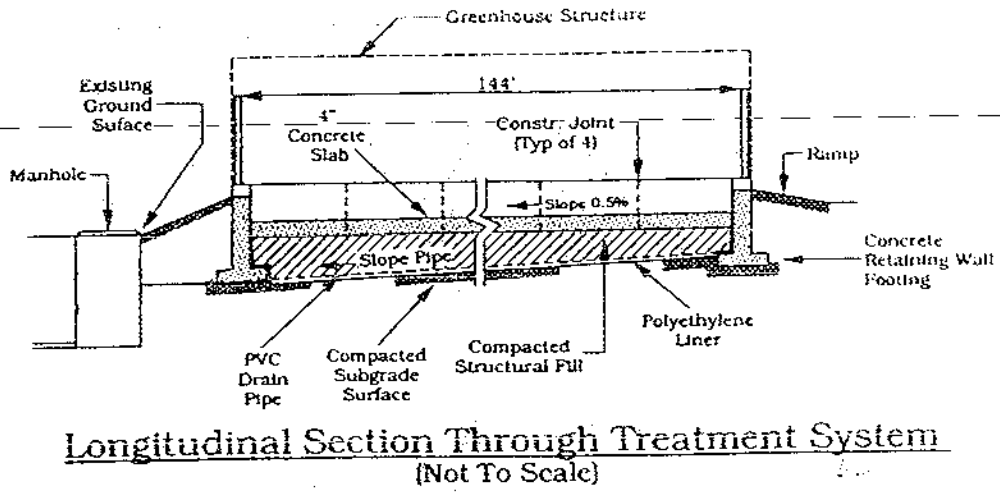 Greenhouse Structure
144'
Existing
Ground
Suface
4"
Concrete
Slab
Constr. Joint
(Typ of 4)
Manhole
Ramp
Slope 0.5%
Slope Pipe
Concrete
Retaining Wall
Footing
Polyethylene
Liner
PVC
Drain
Pipe
Compacted
Subgrade
Surface
Compacted
Structural Fill
Longitudinal Section Through Treatment System
(Not To Scale)